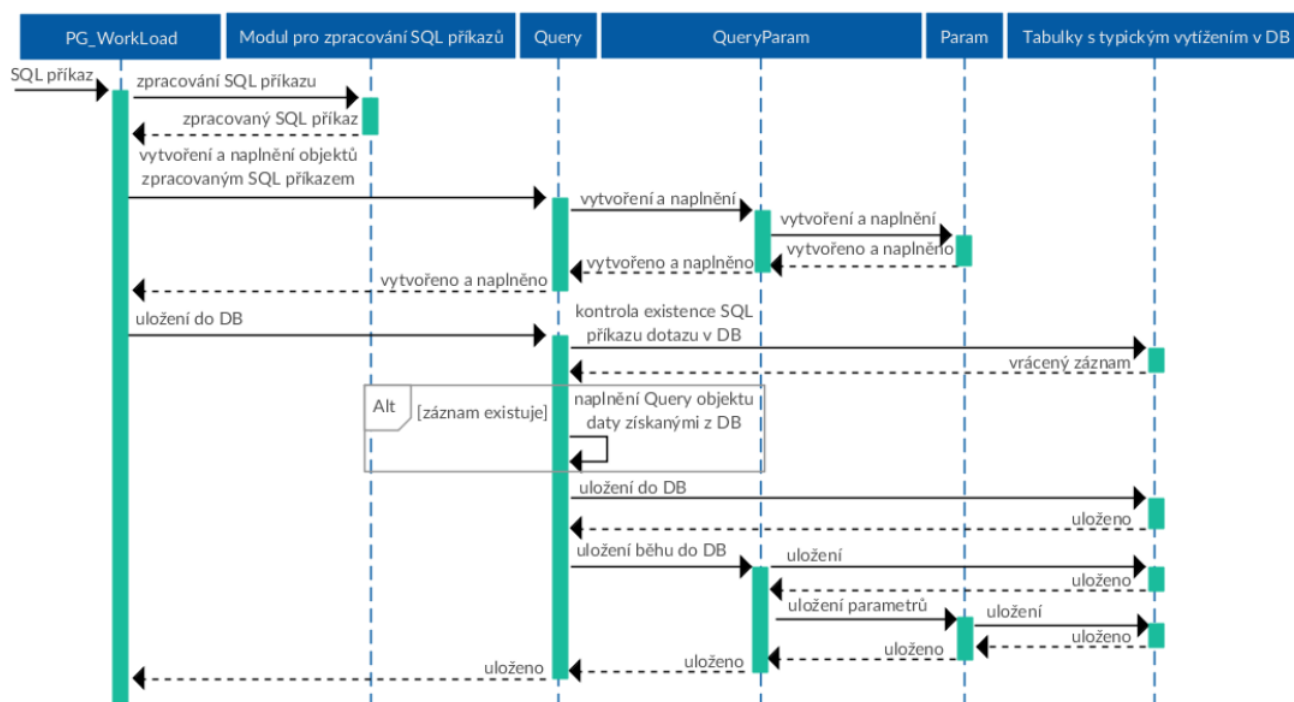 PG_WorkLoad
Modul pro zpracování SQL příkazů
Query
QueryParam
Param
Tabulky s typickým vytížením v DB
SQL příkaz
zpracování SQL příkazu
zpracovaný SQL příkaz
vytvoření a naplnění objektů
zpracovaným SQL příkazem
vytvoření a naplnění
vytvoření a naplnění
vytvořeno a naplněno
vytvořeno a naplněno
vytvořeno a naplněno
uložení do DB
kontrola existence SQL
příkazu dotazu v DB
vrácený záznam
Alt
[záznam existuje]
naplnění Query objektu
daty získanými z DB
uložení do DB
uloženo
uložení běhu do DB
uložení
uloženo
uložení parametrů
uložení
uloženo
uloženo
uloženo
uloženo